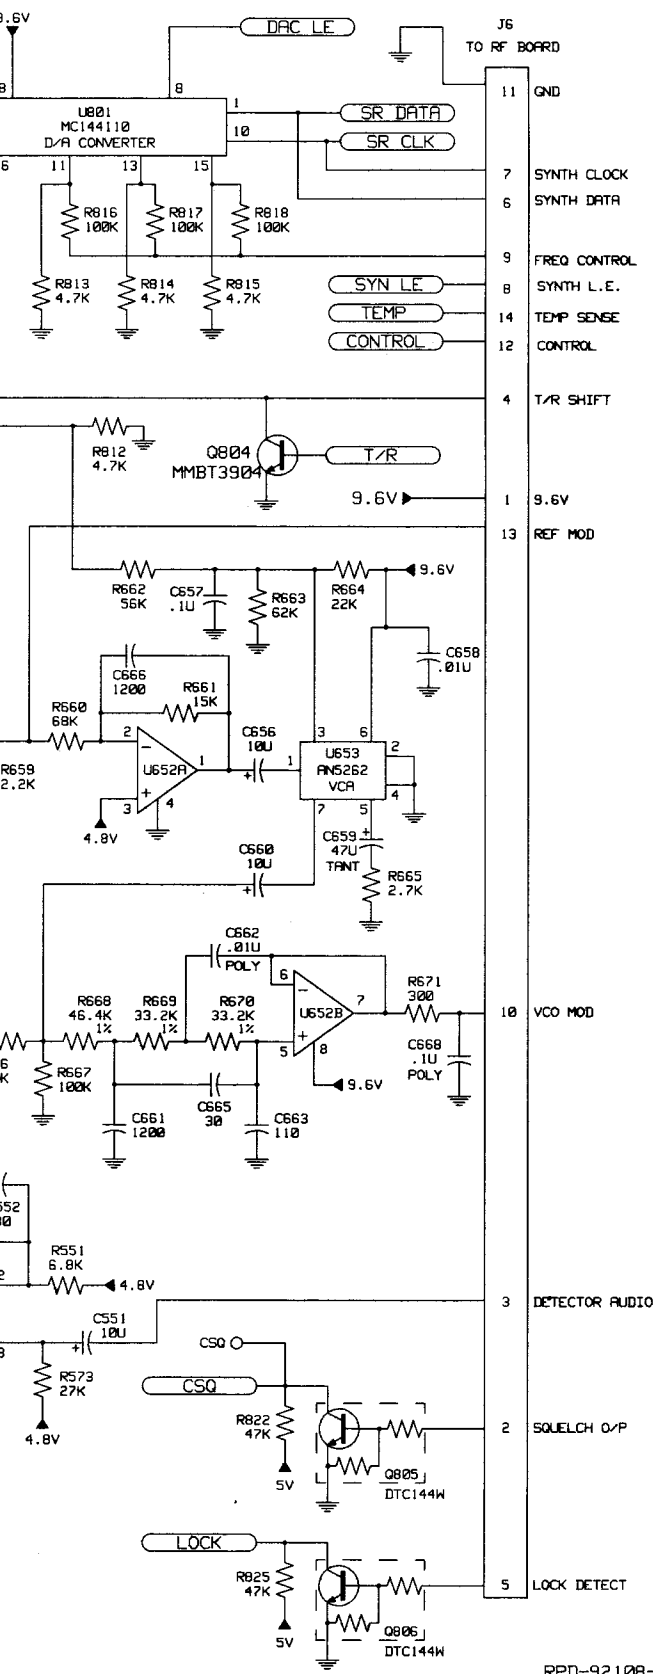 9.6V
DAC LE
J6
TO RF BOARD
8
8
11 GND
U801
MC144110
D/A CONVERTER
1
10
SR DATA
SR CLK
6
11
13
15
7 SYNTH CLOCK
6 SYNTH DATA
R816
100K
R817
100K
R818
100K
9 FREQ CONTROL
R813
4.7K
R814
4.7K
R815
4.7K
SYN LE
8 SYNTH L.E.
TEMP
14 TEMP SENSE
CONTROL
12 CONTROL
4 T/R SHIFT
R812
4.7K
Q804
MMBT3904
T/R
9.6V
1 9.6V
13 REF MOD
R662
56K
C657
.1U
R663
62K
R664
22K
9.6V
C658
.01U
C666
1200
R661
15K
R660
68K
R659
2.2K
2
U652A
1
3
4
4.8V
C656
10U
1
3
6
U653
AN5262
VCA
2
4
7
5
C659
47U
TANT
R665
2.7K
C660
10U
C662
.01U
POLY
6
U652B
7
5
8
9.6V
R671
300
10 VCO MOD
C668
.1U
POLY
R668
46.4K
1%
R669
33.2K
1%
R670
33.2K
1%
6
K
R667
100K
C665
30
C661
1200
C663
110
552
R551
6.8K
4.8V
2
3 DETECTOR AUDIO
C551
10U
R573
27K
4.8V
CSQ
CSQ
R822
47K
5V
2 SQUELCH O/P
Q805
DTC144W
LOCK
R825
47K
5V
5 LOCK DETECT
Q806
DTC144W
RPD-92108-